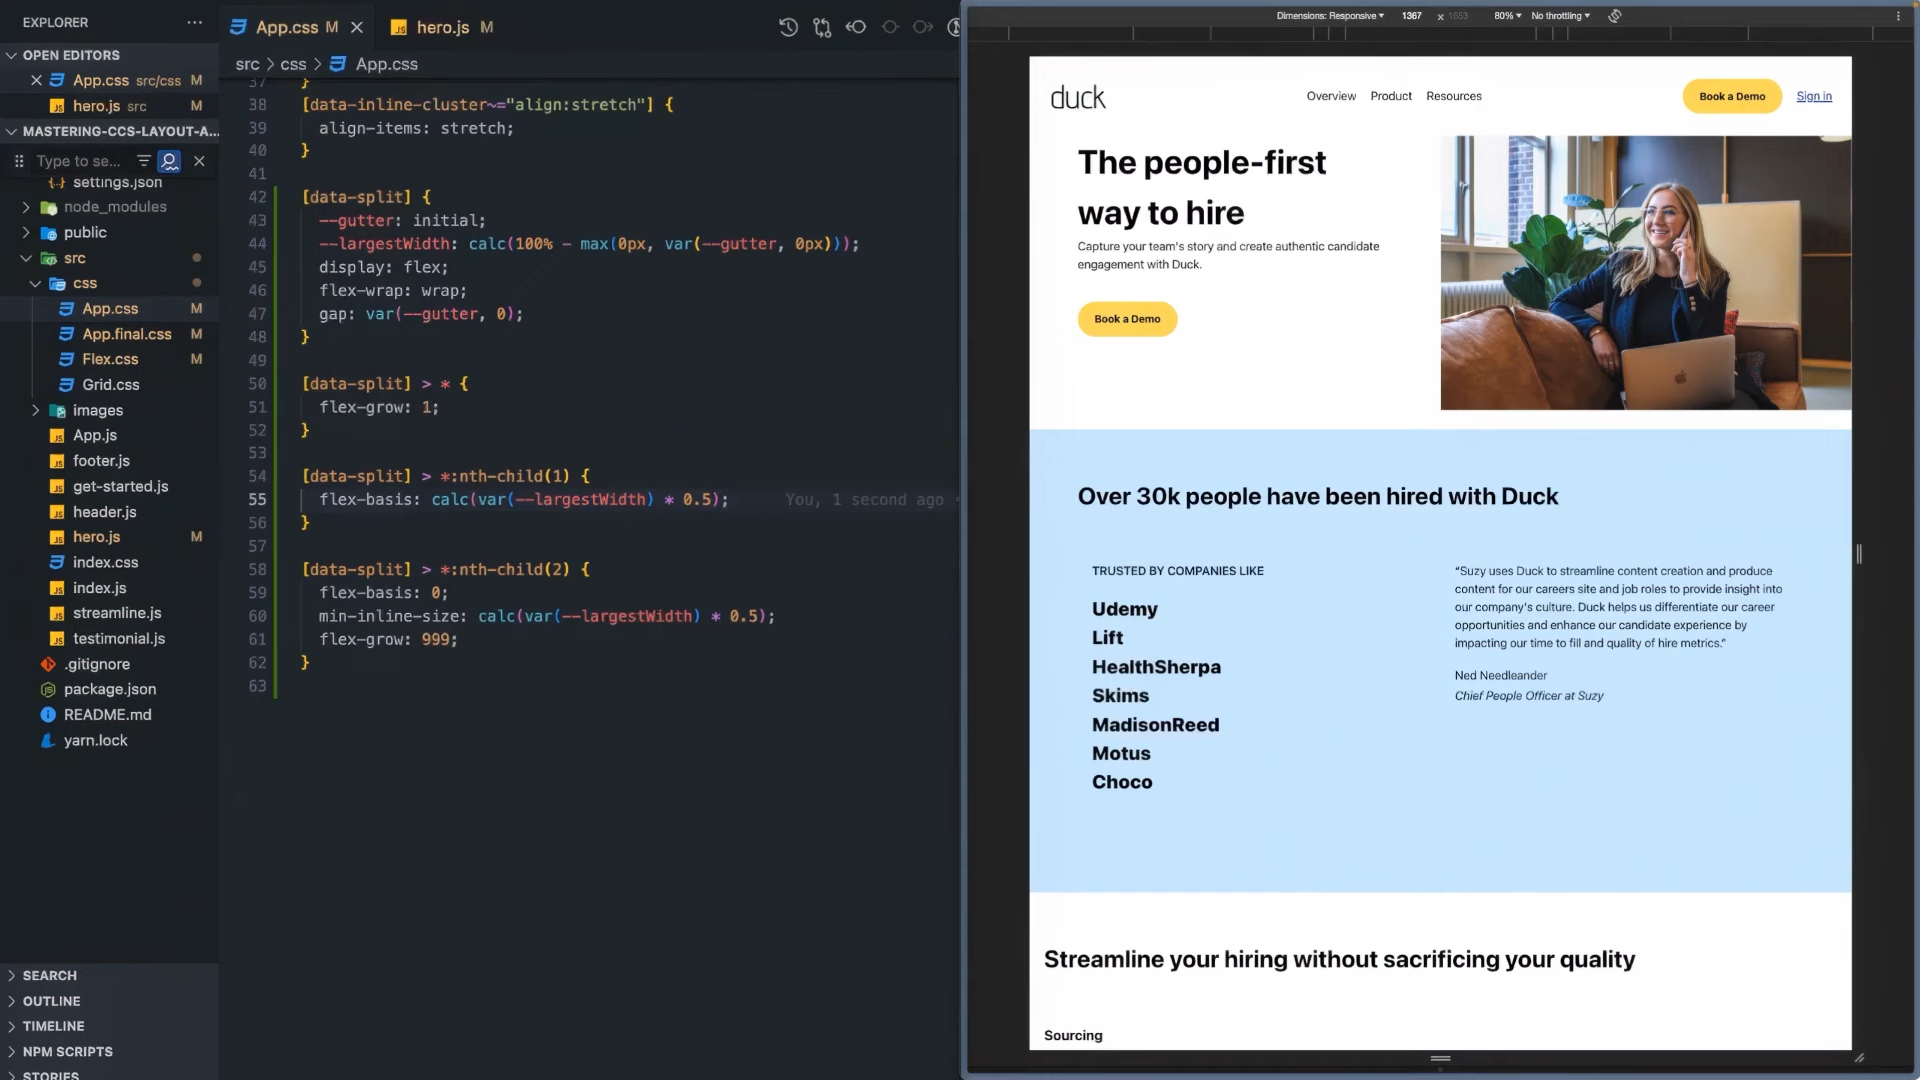 EXPLORER
OPEN EDITORS
App.css src/css M
hero.js src M
MASTERING-CCS-LAYOUT-A...
Type to se...
settings.json
node_modules
public
src
css
App.css M
App.final.css M
Flex.css M
Grid.css
images
App.js
footer.js
get-started.js
header.js
hero.js M
index.css
index.js
streamline.js
testimonial.js
.gitignore
package.json
README.md
yarn.lock
SEARCH
OUTLINE
TIMELINE
NPM SCRIPTS
STORIES
App.css M
hero.js M
src > css > App.css
37 }
38 [data-inline-cluster~="align:stretch"] {
39 align-items: stretch;
40 }
41
42 [data-split] {
43 --gutter: initial;
44 --largestWidth: calc(100% - max(0px, var(--gutter, 0px)));
45 display: flex;
46 flex-wrap: wrap;
47 gap: var(--gutter, 0);
48 }
49
50 [data-split] > * {
51 flex-grow: 1;
52 }
53
54 [data-split] > *:nth-child(1) {
55 flex-basis: calc(var(--largestWidth) * 0.5); You, 1 second ago
56 }
57
58 [data-split] > *:nth-child(2) {
59 flex-basis: 0;
60 min-inline-size: calc(var(--largestWidth) * 0.5);
61 flex-grow: 999;
62 }
63
Dimensions: Responsive 1367 x 1653 80% No throttling
duck
Overview Product Resources
Book a Demo Sign in
The people-first
way to hire
Capture your team's story and create authentic candidate
engagement with Duck.
Book a Demo
Over 30k people have been hired with Duck
TRUSTED BY COMPANIES LIKE
Udemy
Lift
HealthSherpa
Skims
MadisonReed
Motus
Choco
“Suzy uses Duck to streamline content creation and produce
content for our careers site and job roles to provide insight into
our company's culture. Duck helps us differentiate our career
opportunities and enhance our candidate experience by
impacting our time to fill and quality of hire metrics.”
Ned Needleander
Chief People Officer at Suzy
Streamline your hiring without sacrificing your quality
Sourcing